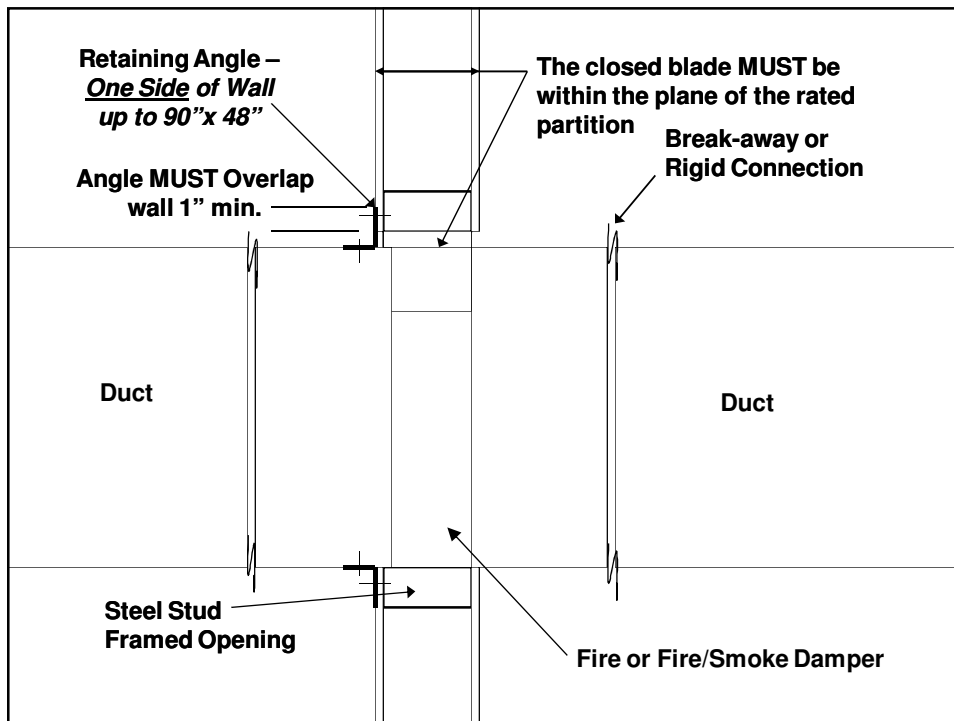 Retaining Angle –
One Side of Wall
up to 90”x 48”
Angle MUST Overlap
wall 1” min.
The closed blade MUST be
within the plane of the rated
partition
Break-away or
Rigid Connection
Duct
Duct
Steel Stud
Framed Opening
Fire or Fire/Smoke Damper